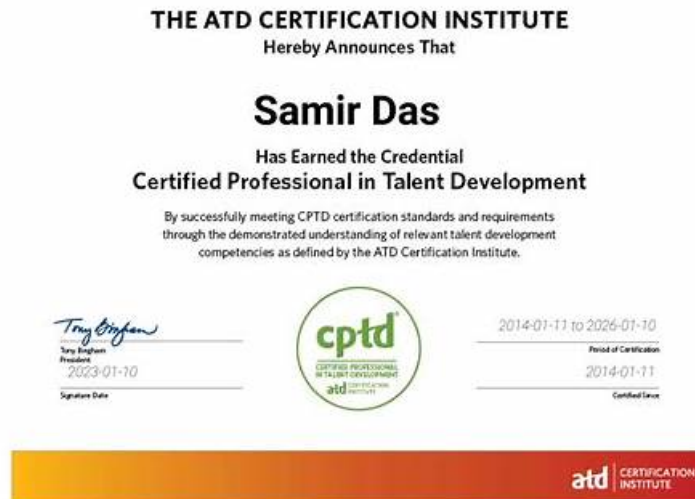 THE ATD CERTIFICATION INSTITUTE
Hereby Announces That
Samir Das
Has Earned the Credential
Certified Professional in Talent Development
By successfully meeting CPTD certification standards and requirements
through the demonstrated understanding of relevant talent development
competencies as defined by the ATD Certification Institute.
Tony Bingham
Tony Bingham
President
2023-01-10
Signature Date
cptd
CERTIFIED PROFESSIONAL
IN TALENT DEVELOPMENT
atd CERTIFICATION
INSTITUTE
2014-01-11 to 2026-01-10
Period of Certification
2014-01-11
Certified Since
atd CERTIFICATION
INSTITUTE